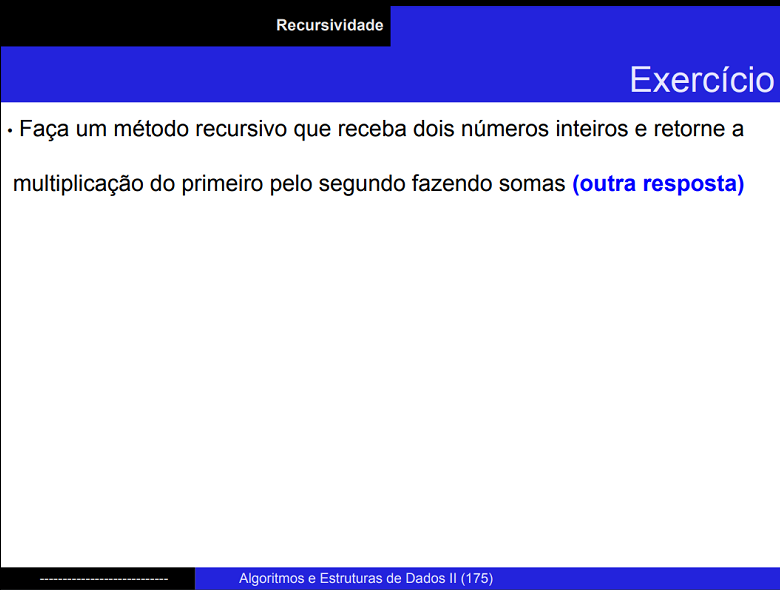 Recursividade
Exercício
• Faça um método recursivo que receba dois números inteiros e retorne a
multiplicação do primeiro pelo segundo fazendo somas (outra resposta)
----------------------------
Algoritmos e Estruturas de Dados II (175)